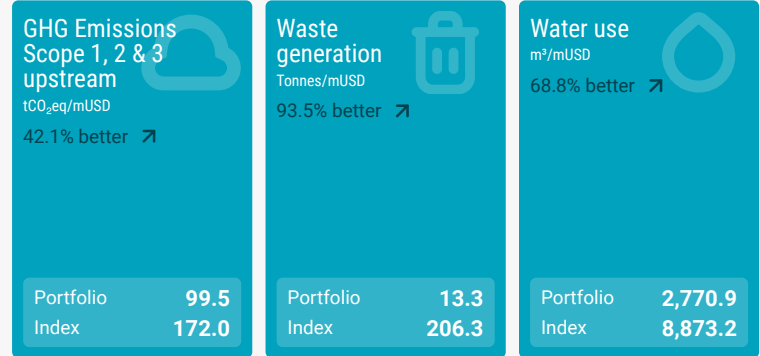 GHG Emissions
Scope 1, 2 & 3
upstream
tCO₂eq/mUSD
42.1% better
Portfolio 99.5
Index 172.0
Waste
generation
Tonnes/mUSD
93.5% better
Portfolio 13.3
Index 206.3
Water use
m³/mUSD
68.8% better
Portfolio 2,770.9
Index 8,873.2